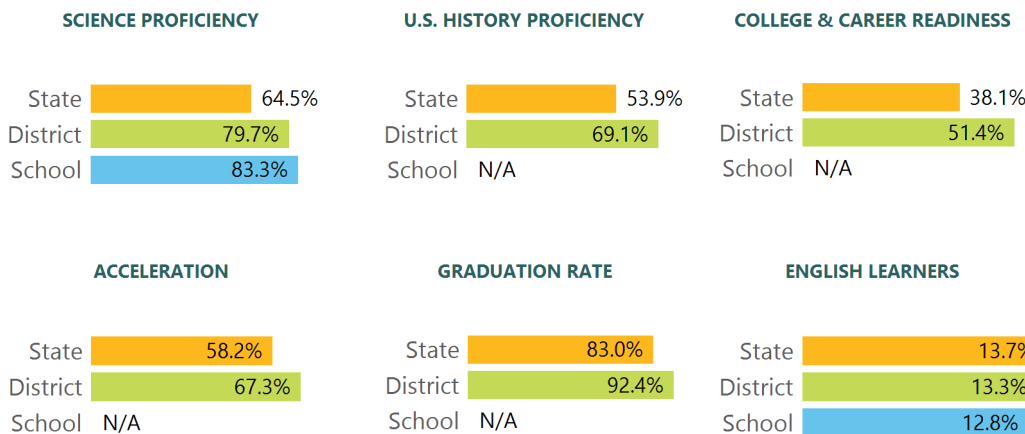 SCIENCE PROFICIENCY
State 64.5%
District 79.7%
School 83.3%
U.S. HISTORY PROFICIENCY
State 53.9%
District 69.1%
School N/A
COLLEGE & CAREER READINESS
State 38.1%
District 51.4%
School N/A
ACCELERATION
State 58.2%
District 67.3%
School N/A
GRADUATION RATE
State 83.0%
District 92.4%
School N/A
ENGLISH LEARNERS
State 13.7%
District 13.3%
School 12.8%